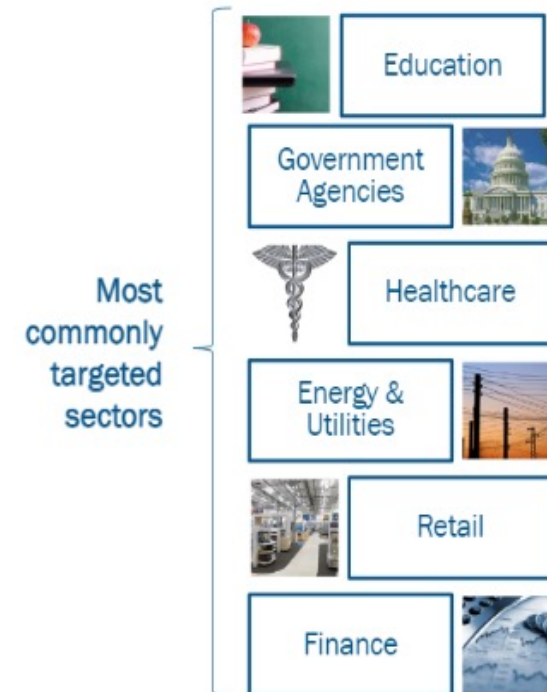 Education
Government
Agencies
Most
commonly
targeted
sectors
Healthcare
Energy &
Utilities
Retail
Finance